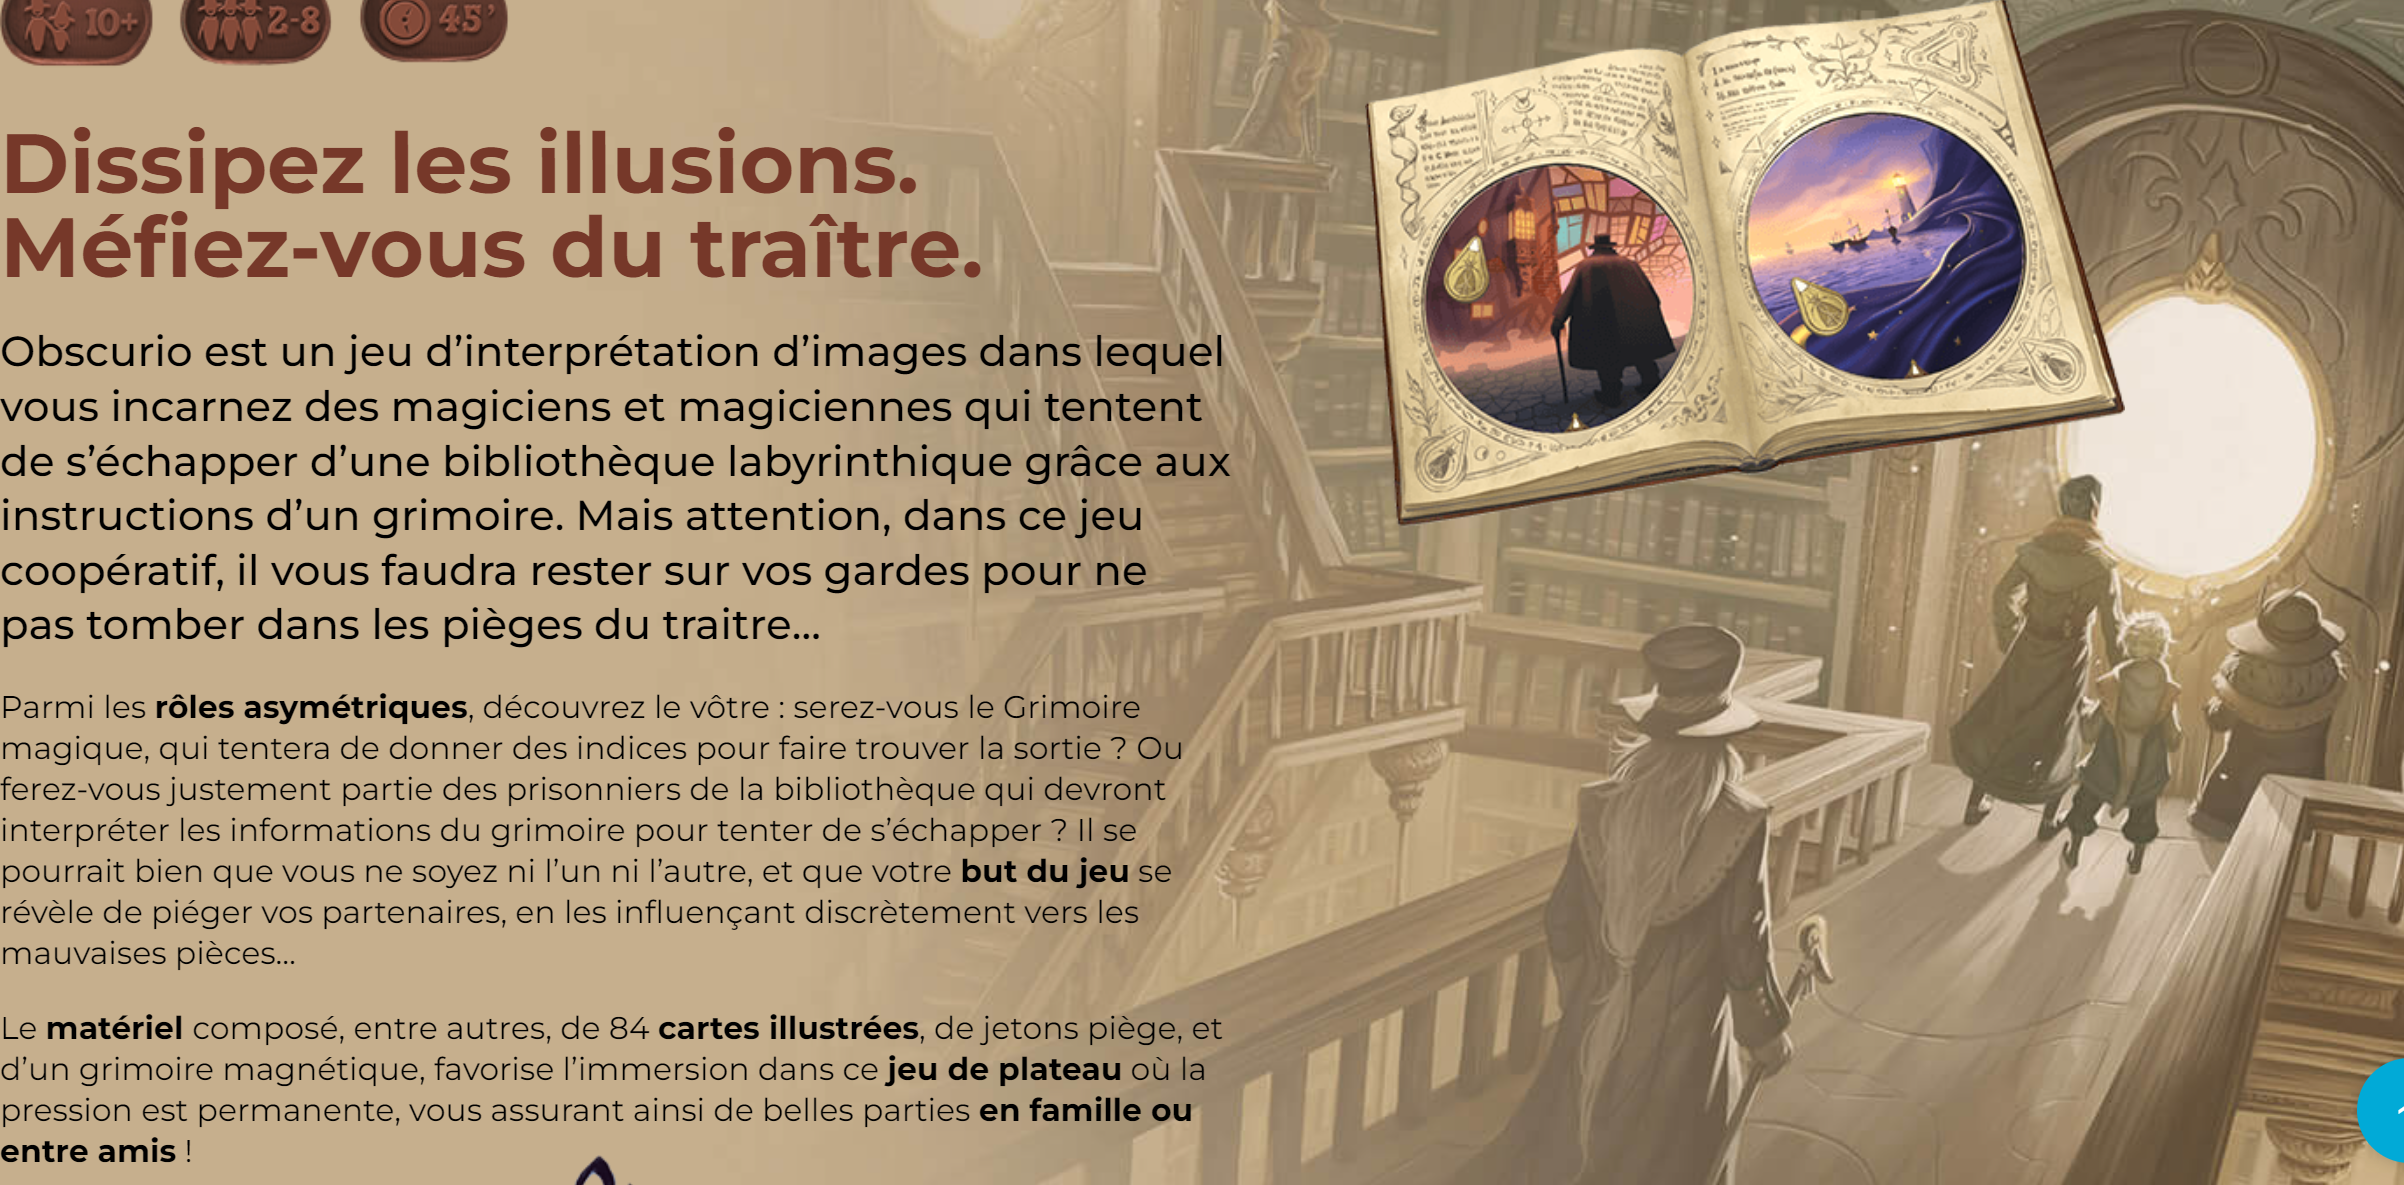 10+ 2-8 45’
Dissipez les illusions.
Méfiez-vous du traître.
Obscurio est un jeu d’interprétation d’images dans lequel
vous incarnez des magiciens et magiciennes qui tentent
de s’échapper d’une bibliothèque labyrinthique grâce aux
instructions d’un grimoire. Mais attention, dans ce jeu
coopératif, il vous faudra rester sur vos gardes pour ne
pas tomber dans les pièges du traitre...
Parmi les rôles asymétriques, découvrez le vôtre : serez-vous le Grimoire
magique, qui tentera de donner des indices pour faire trouver la sortie ? Ou
ferez-vous justement partie des prisonniers de la bibliothèque qui devront
interpréter les informations du grimoire pour tenter de s’échapper ? Il se
pourrait bien que vous ne soyez ni l’un ni l’autre, et que votre but du jeu se
révèle de piéger vos partenaires, en les influençant discrètement vers les
mauvaises pièces...
Le matériel composé, entre autres, de 84 cartes illustrées, de jetons piège, et
d’un grimoire magnétique, favorise l’immersion dans ce jeu de plateau où la
pression est permanente, vous assurant ainsi de belles parties en famille ou
entre amis !